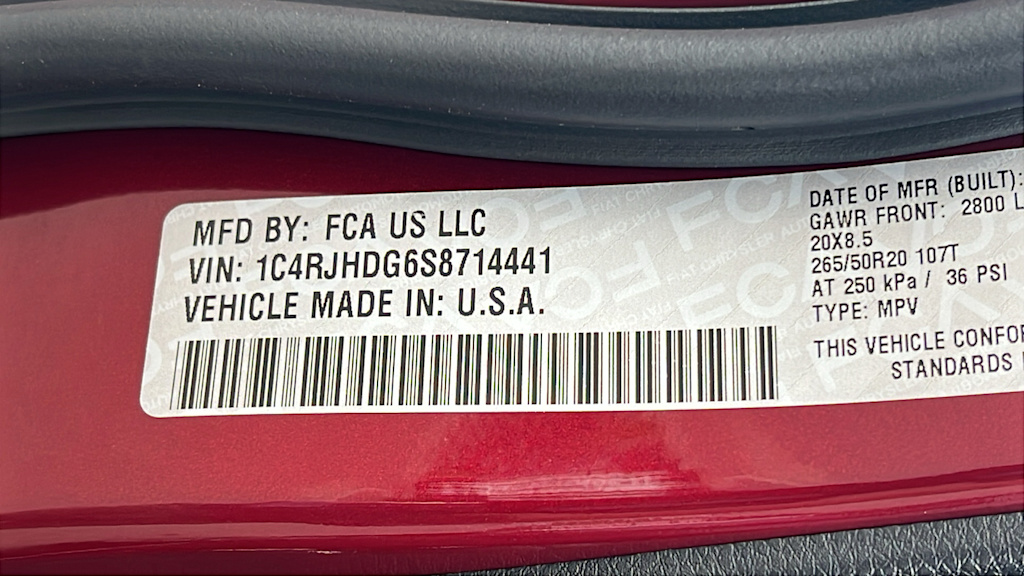 MFD BY: FCA US LLC
VIN: 1C4RJHDG6S8714441
VEHICLE MADE IN: U.S.A.
DATE OF MFR (BUILT):
GAWR FRONT: 2800 L
20X8.5
265/50R20 107T
AT 250 kPa / 36 PSI
TYPE: MPV
THIS VEHICLE CONFOR
STANDARDS